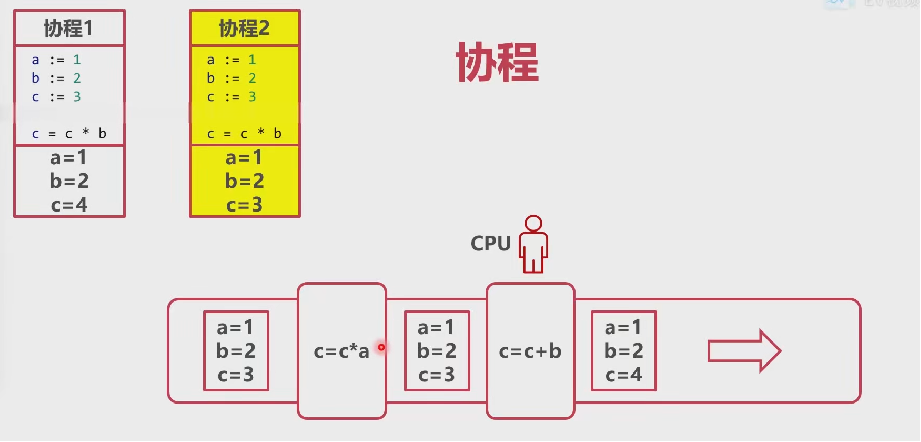 协程
协程1
a := 1
b := 2
c := 3
c = c * b
a=1
b=2
c=4
协程2
a := 1
b := 2
c := 3
c = c * b
a=1
b=2
c=3
CPU
a=1
b=2
c=3
c=c*a
a=1
b=2
c=3
c=c+b
a=1
b=2
c=4